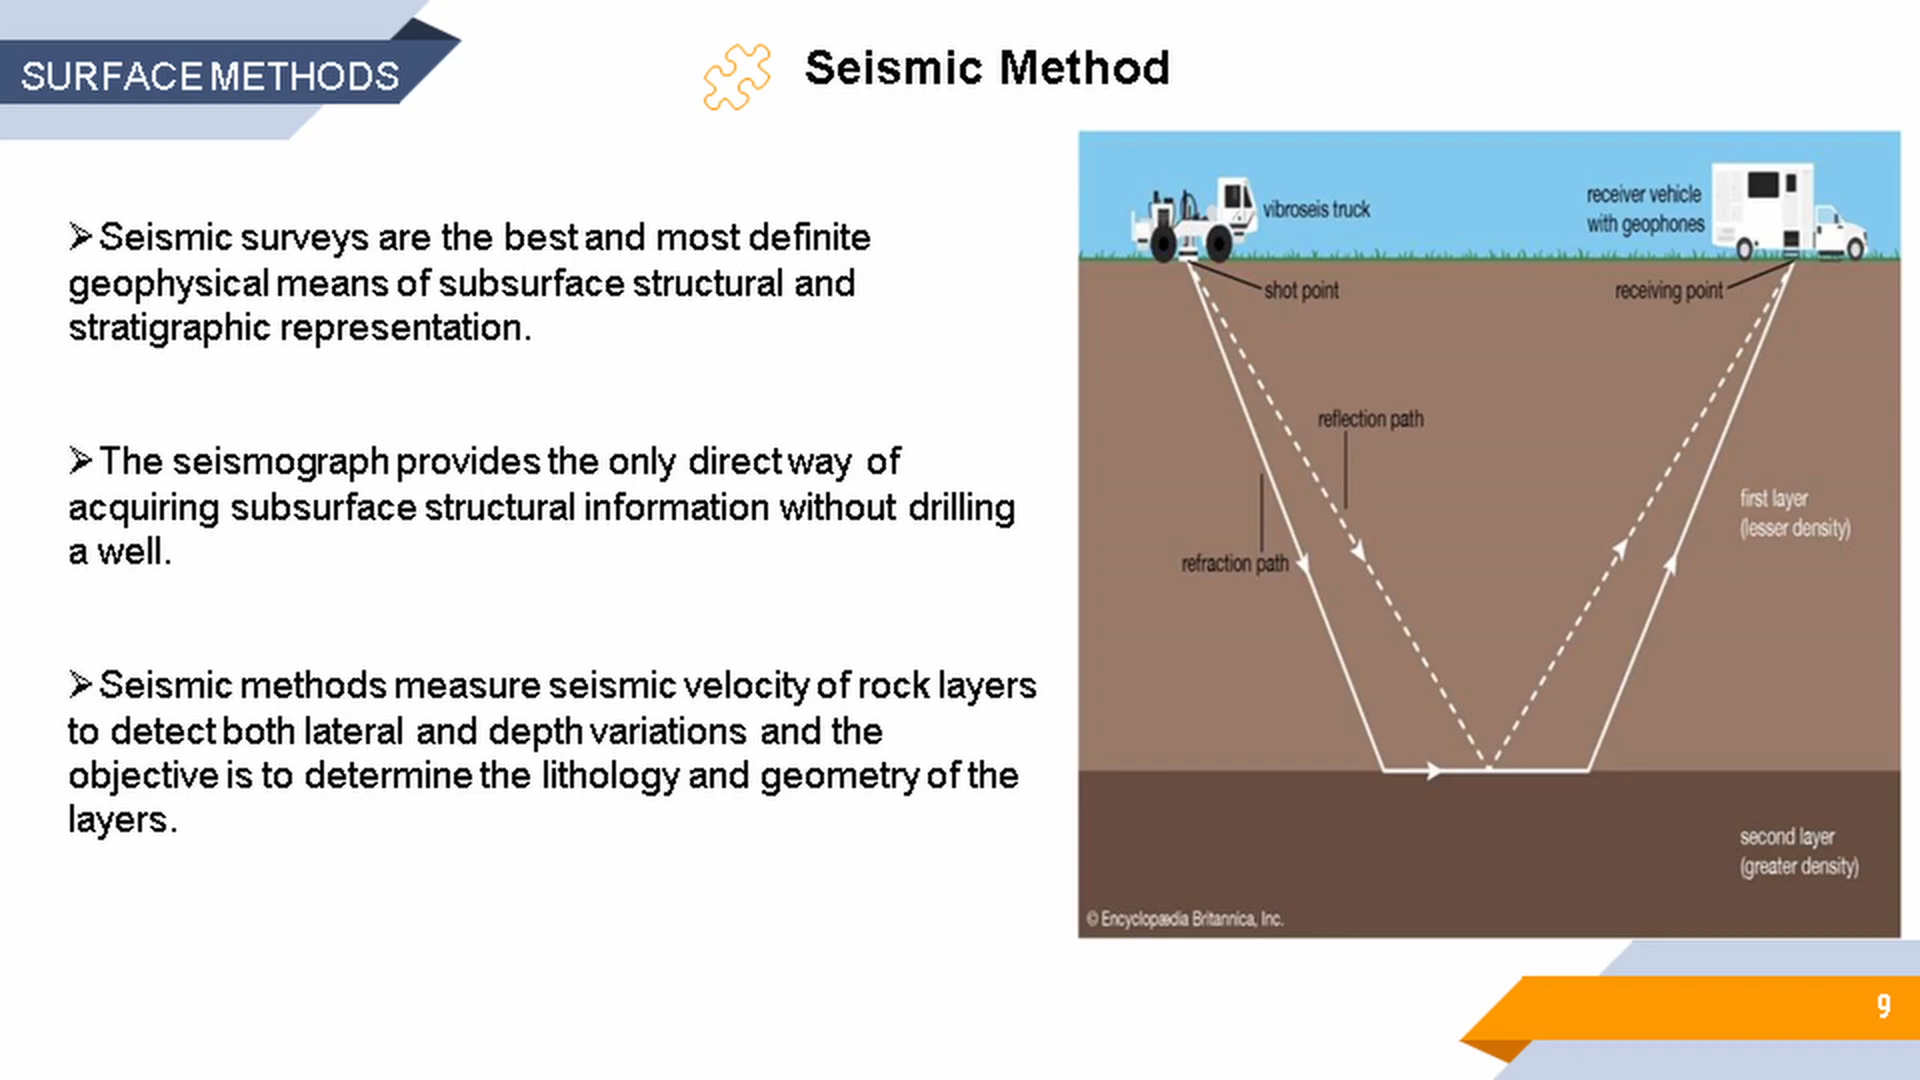 SURFACE METHODS
Seismic Method
➢Seismic surveys are the best and most definite
geophysical means of subsurface structural and
stratigraphic representation.
➢The seismograph provides the only direct way of
acquiring subsurface structural information without drilling
a well.
➢Seismic methods measure seismic velocity of rock layers
to detect both lateral and depth variations and the
objective is to determine the lithology and geometry of the
layers.
vibroseis truck
receiver vehicle
with geophones
shot point
receiving point
reflection path
refraction path
first layer
(lesser density)
second layer
(greater density)
© Encyclopædia Britannica, Inc.
9